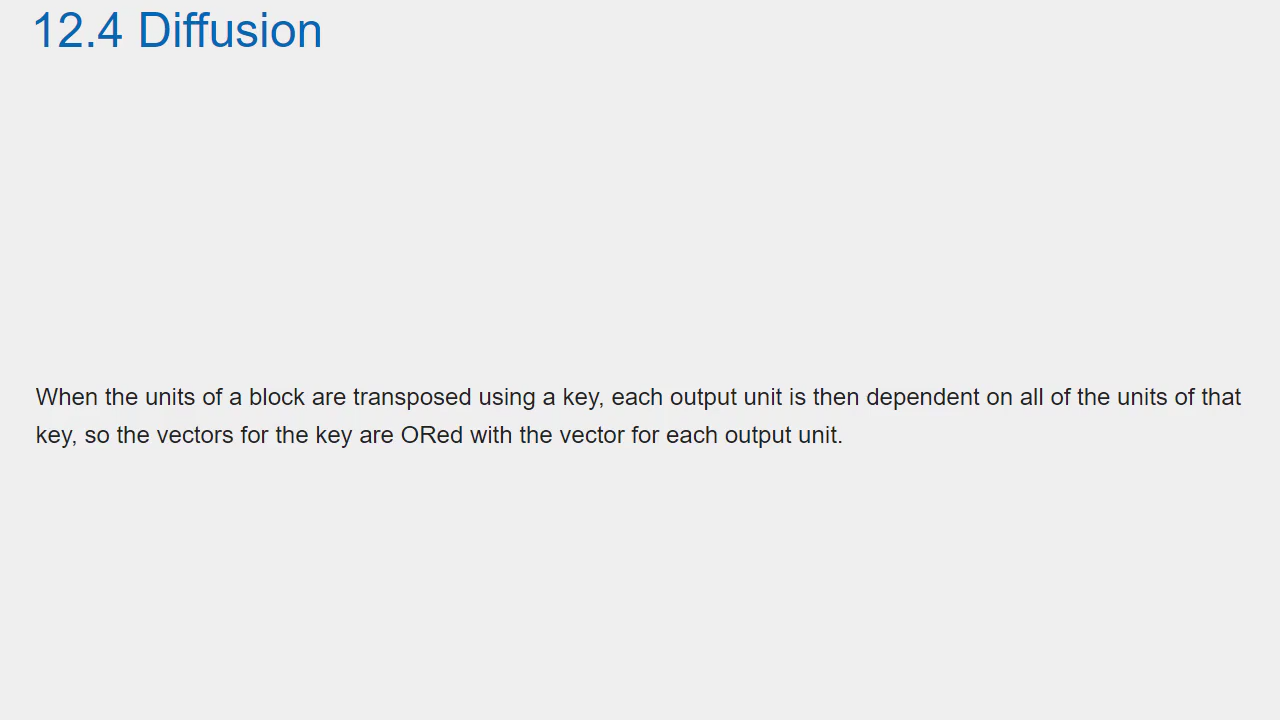 12.4 Diffusion
When the units of a block are transposed using a key, each output unit is then dependent on all of the units of that
key, so the vectors for the key are ORed with the vector for each output unit.